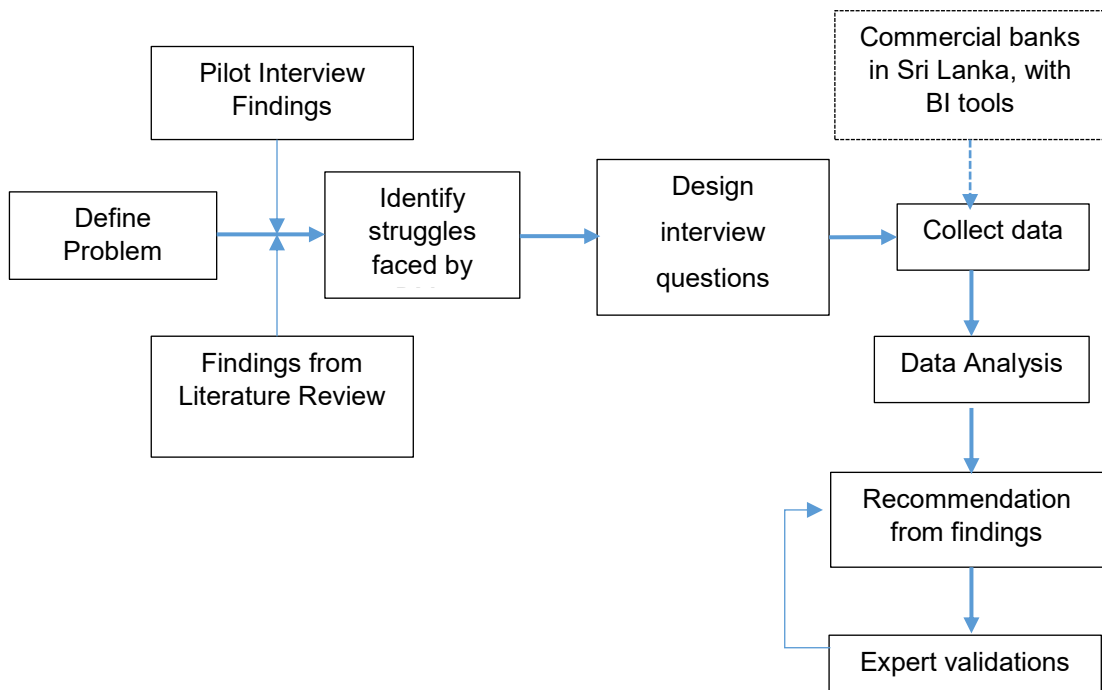 Commercial banks
in Sri Lanka, with
BI tools
Pilot Interview
Findings
Define
Problem
Identify
struggles
faced by
Design
interview
questions
Collect data
Findings from
Literature Review
Data Analysis
Recommendation
from findings
Expert validations